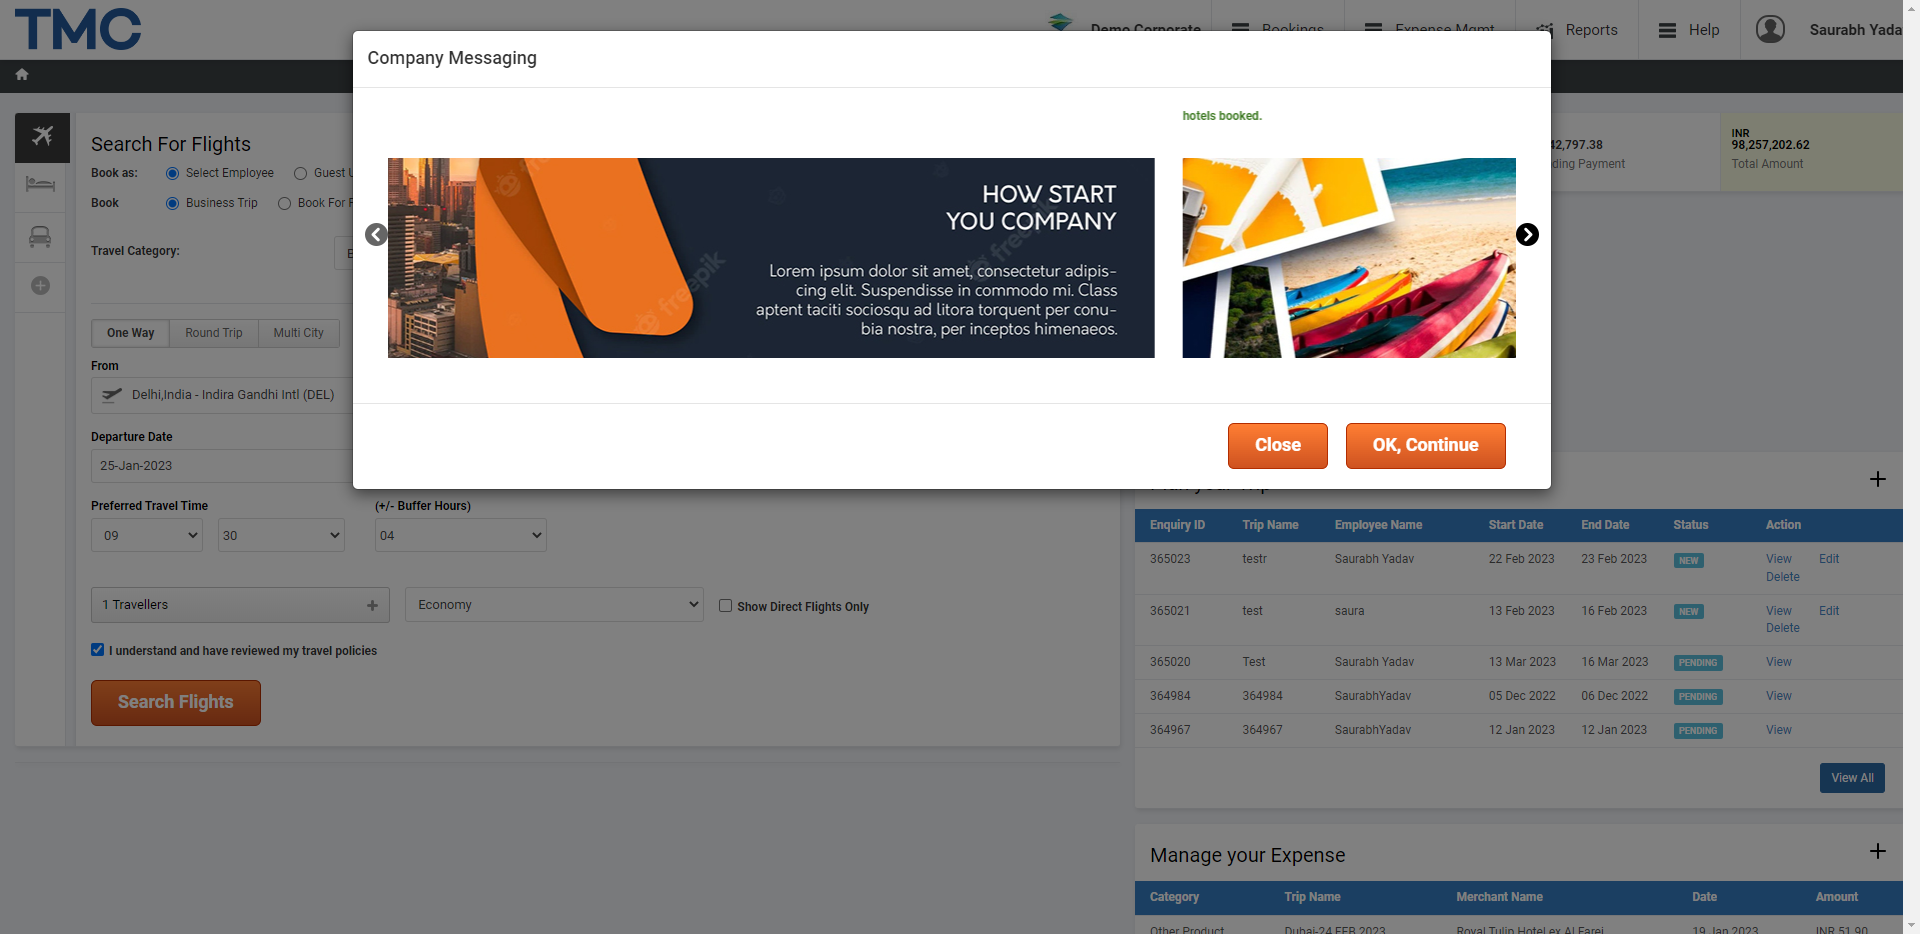 TMC
Demo Corporate
Bookings
Expense Mgmt
Reports
Help
Saurabh Yada
Company Messaging
hotels booked.
HOW START
YOU COMPANY
Lorem ipsum dolor sit amet, consectetur adipis-
cing elit. Suspendisse in commodo mi. Class
aptent taciti sociosqu ad litora torquent per conu-
bia nostra, per inceptos himenaeos.
freepik
freepik
Close
OK, Continue
Search For Flights
Book as:
Select Employee
Guest
Book
Business Trip
Book For
Travel Category:
One Way
Round Trip
Multi City
From
Delhi,India - Indira Gandhi Intl (DEL)
Departure Date
25-Jan-2023
Preferred Travel Time
(+/- Buffer Hours)
09
30
04
1 Travellers
Economy
Show Direct Flights Only
I understand and have reviewed my travel policies
Search Flights
42,797.38
ding Payment
INR
98,257,202.62
Total Amount
Enquiry ID Trip Name Employee Name Start Date End Date Status Action
365023 testr Saurabh Yadav 22 Feb 2023 23 Feb 2023 NEW View Edit
Delete
365021 test saura 13 Feb 2023 16 Feb 2023 NEW View Edit
Delete
365020 Test Saurabh Yadav 13 Mar 2023 16 Mar 2023 PENDING View
364984 364984 SaurabhYadav 05 Dec 2022 06 Dec 2022 PENDING View
364967 364967 SaurabhYadav 12 Jan 2023 12 Jan 2023 PENDING View
View All
Manage your Expense
Category Trip Name Merchant Name Date Amount
Other Product Dubai-24 FEB 2023 Royal Tulip Hotel ex Al Farej 19 Jan 2023 INR 51.90